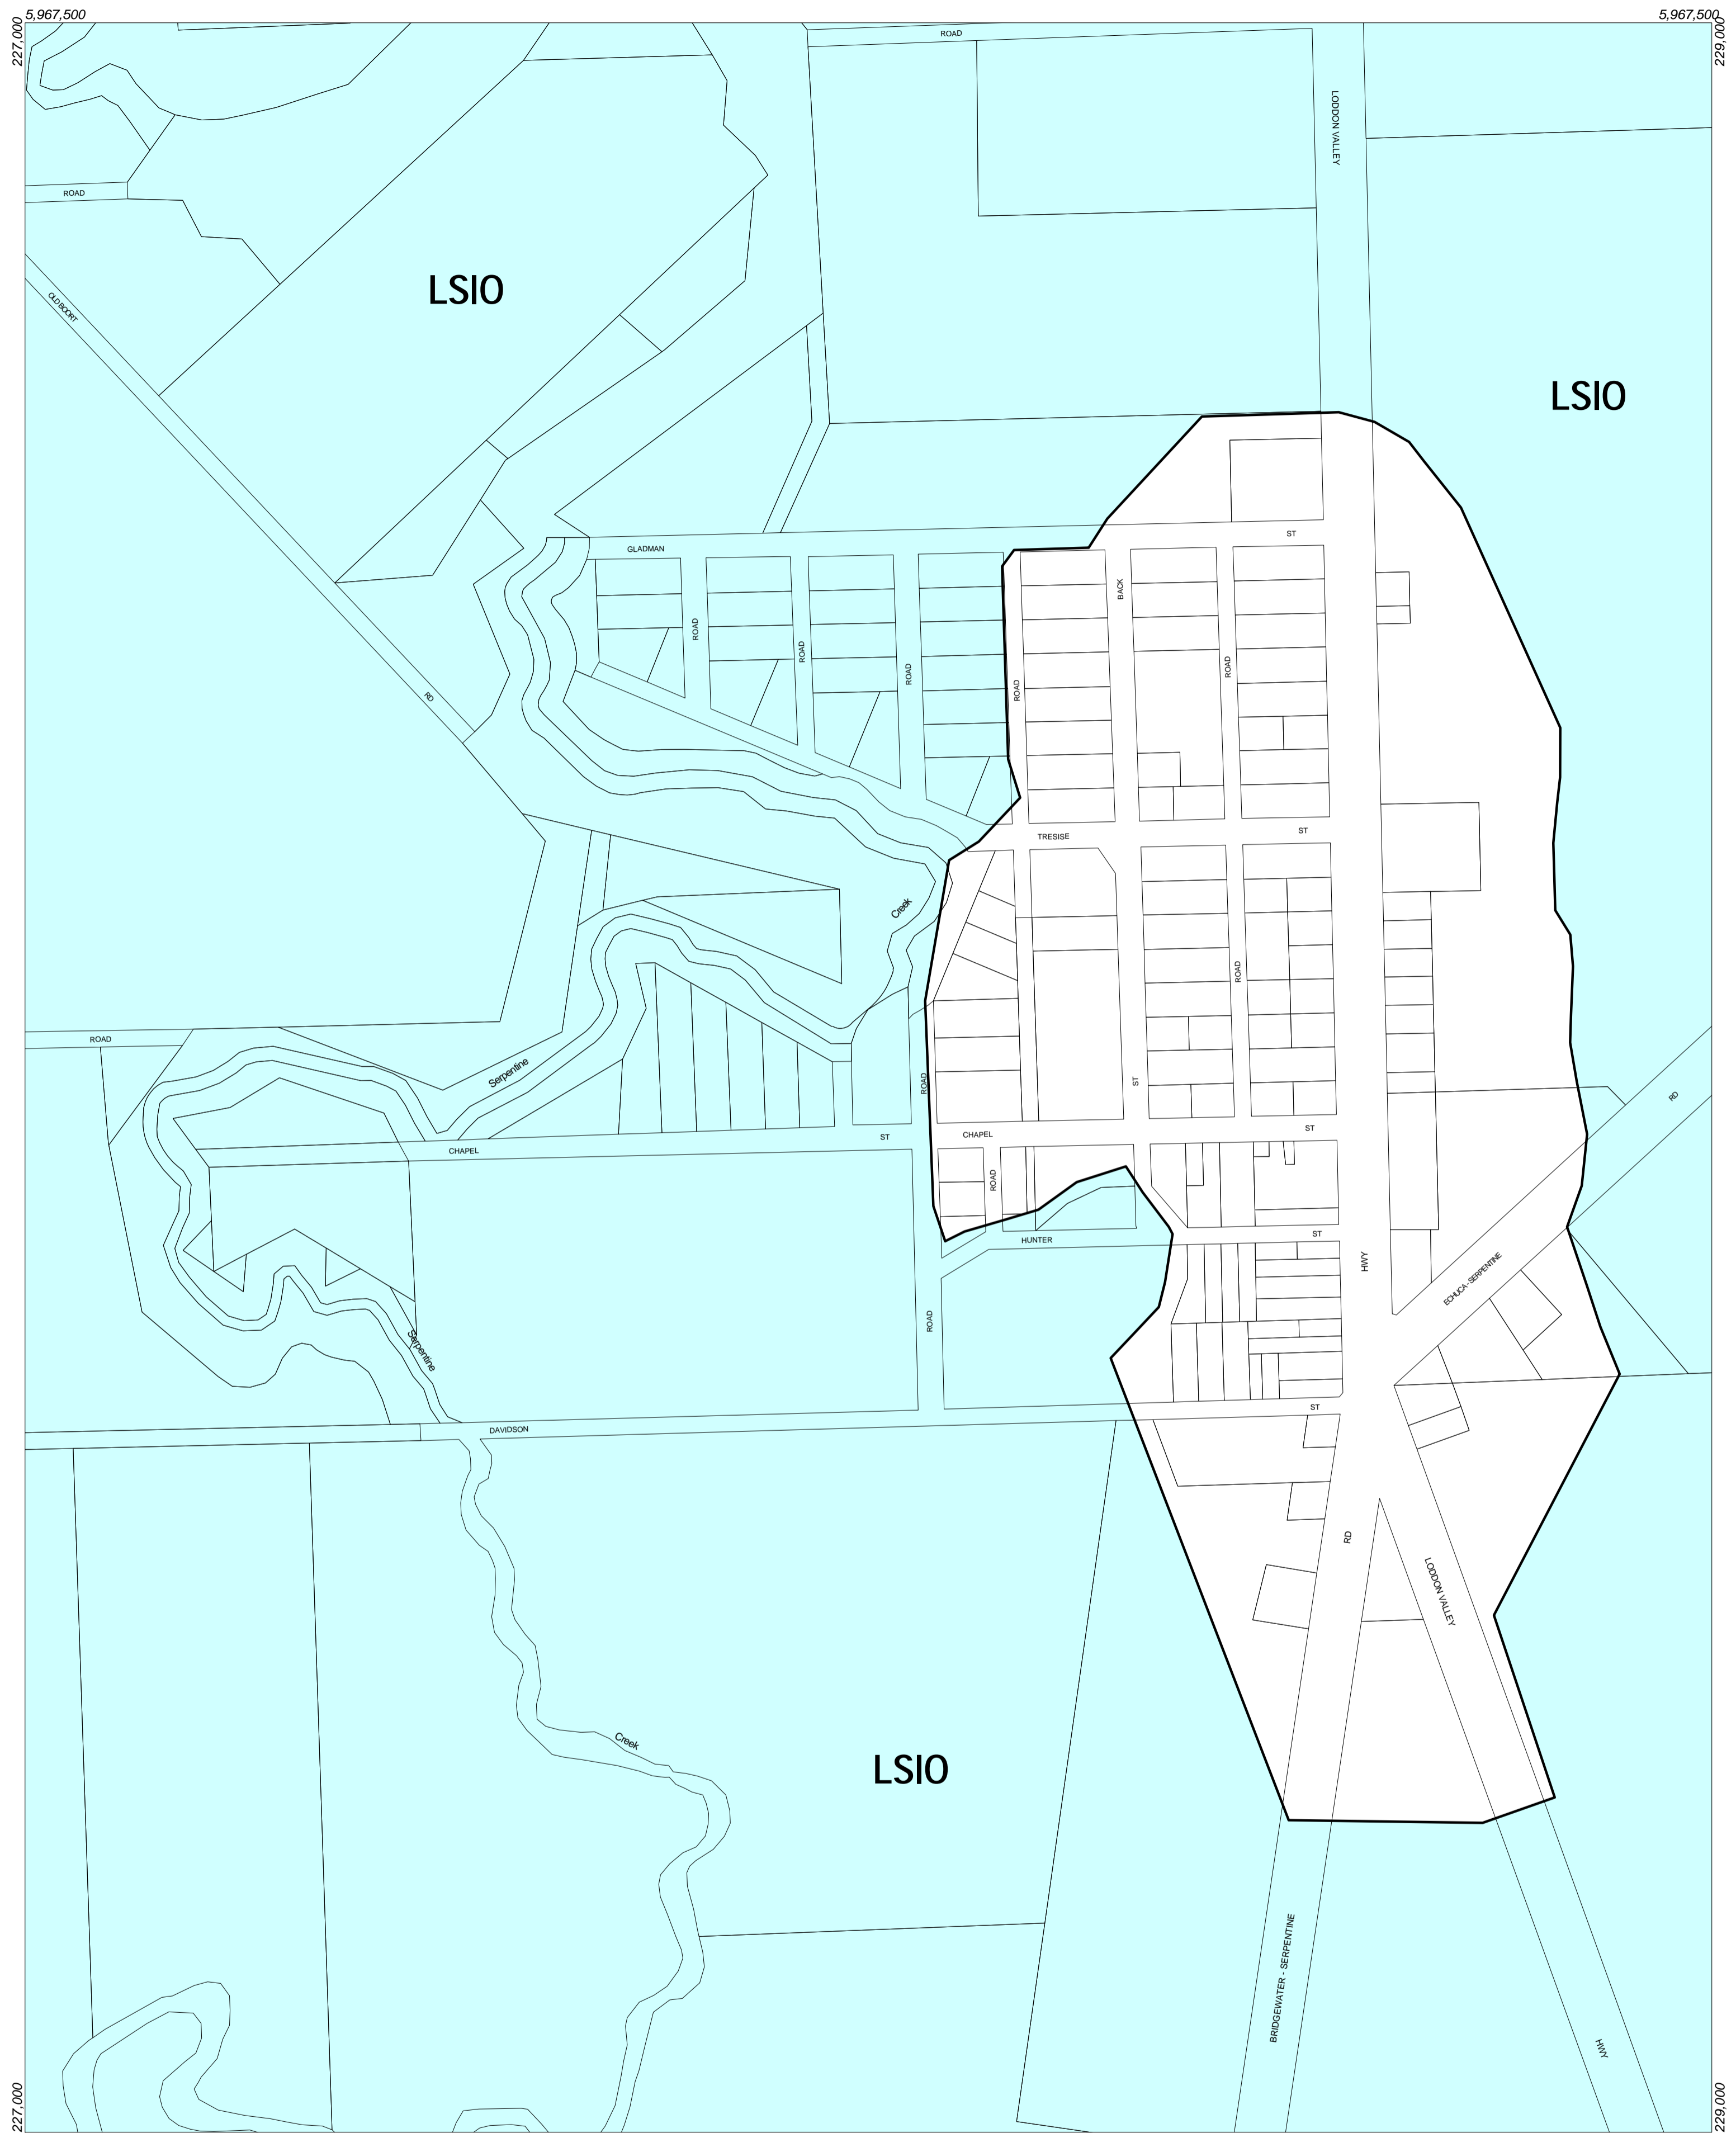 5,967,500
5,967,500
227,000
229,000
ROAD
LODDON VALLEY
ROAD
LSIO
OLD BOORT
LSIO
ST
GLADMAN
BACK
ROAD
ROAD
ROAD
ROAD
ROAD
RD
TRESISE
ST
Creek
ROAD
ROAD
Serpentine
ROAD
ST
RD
ST
CHAPEL
ST
CHAPEL
ROAD
HUNTER
ST
HWY
ECHUCA - SERPENTINE
ROAD
Serpentine
ST
DAVIDSON
RD
LODDON VALLEY
Creek
LSIO
BRIDGEWATER - SERPENTINE
HWY
227,000
229,000